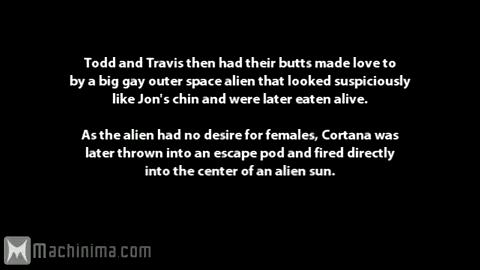 Todd and Travis then had their butts made love to
by a big gay outer space alien that looked suspiciously
like Jon's chin and were later eaten alive.
As the alien had no desire for females, Cortana was
later thrown into an escape pod and fired directly
into the center of an alien sun.
Machinima.com